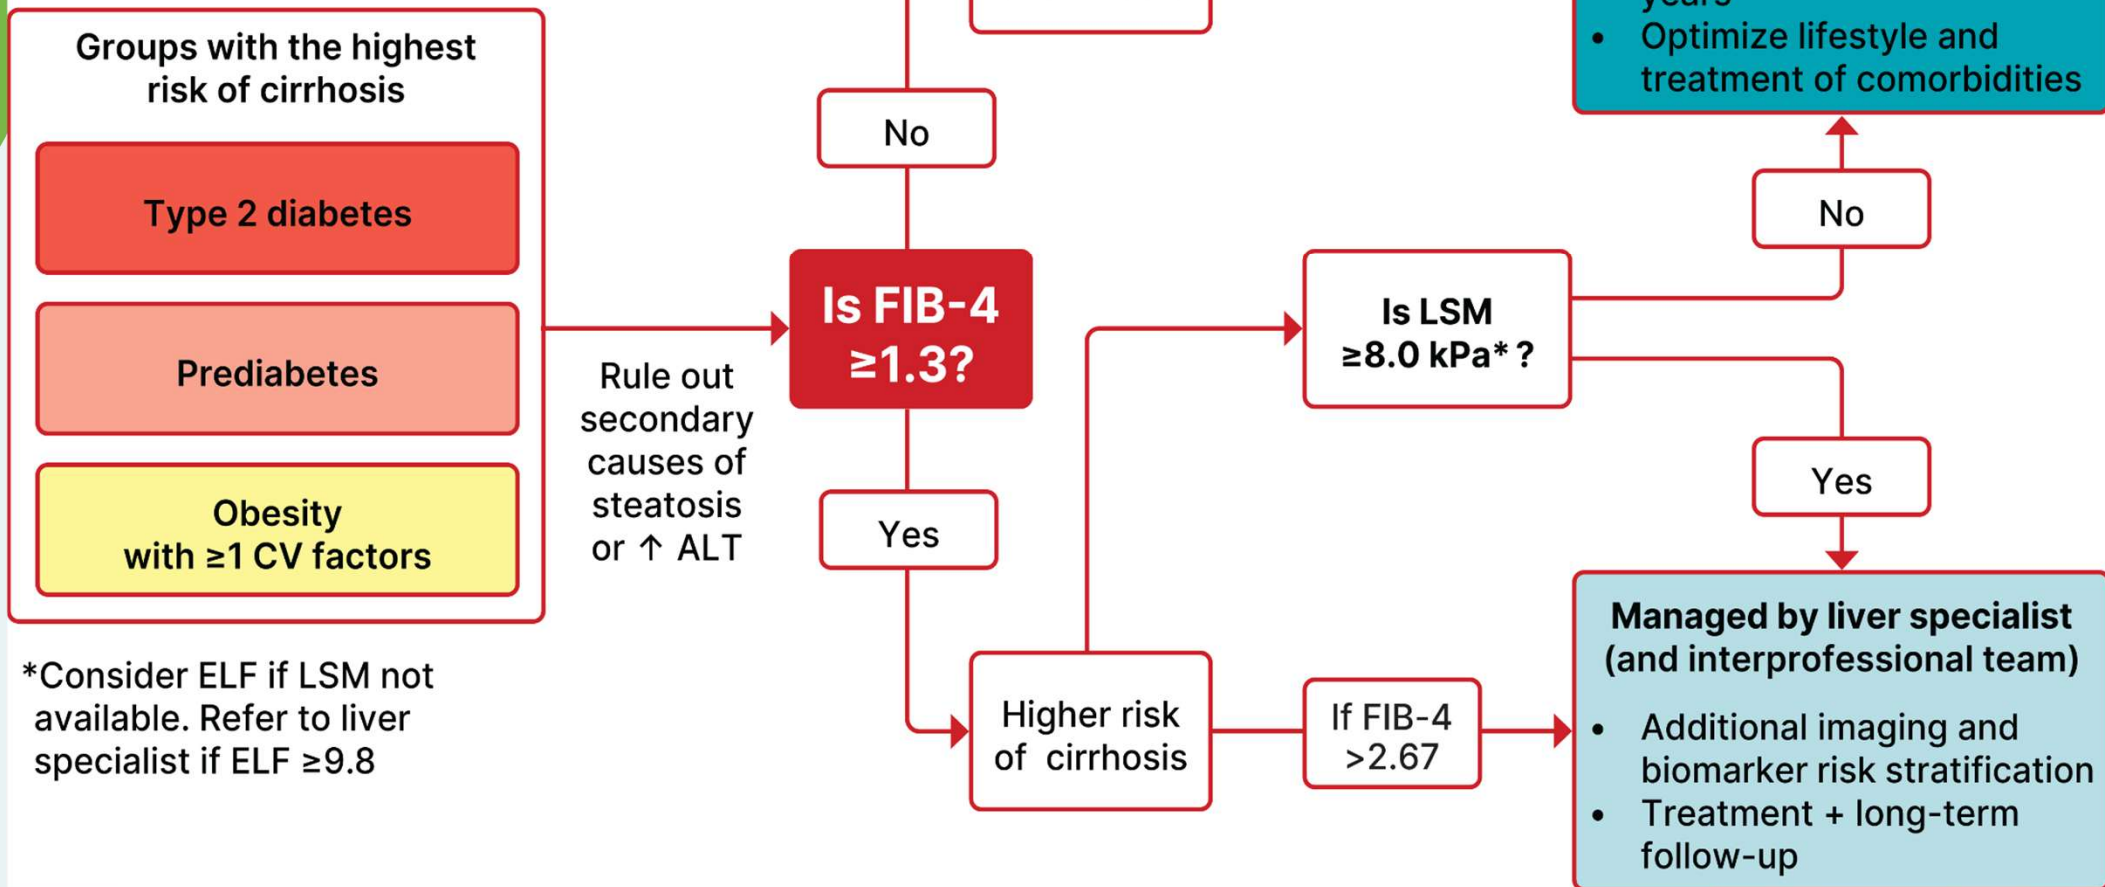 Groups with the highest
risk of cirrhosis
Type 2 diabetes
Prediabetes
Obesity
with ≥1 CV factors
*Consider ELF if LSM not
available. Refer to liver
specialist if ELF ≥9.8
Rule out
secondary
causes of
steatosis
or ↑ ALT
No
Is FIB-4
≥1.3?
Yes
Higher risk
of cirrhosis
If FIB-4
>2.67
Is LSM
≥8.0 kPa* ?
years
• Optimize lifestyle and
treatment of comorbidities
No
Yes
Managed by liver specialist
(and interprofessional team)
• Additional imaging and
biomarker risk stratification
• Treatment + long-term
follow-up